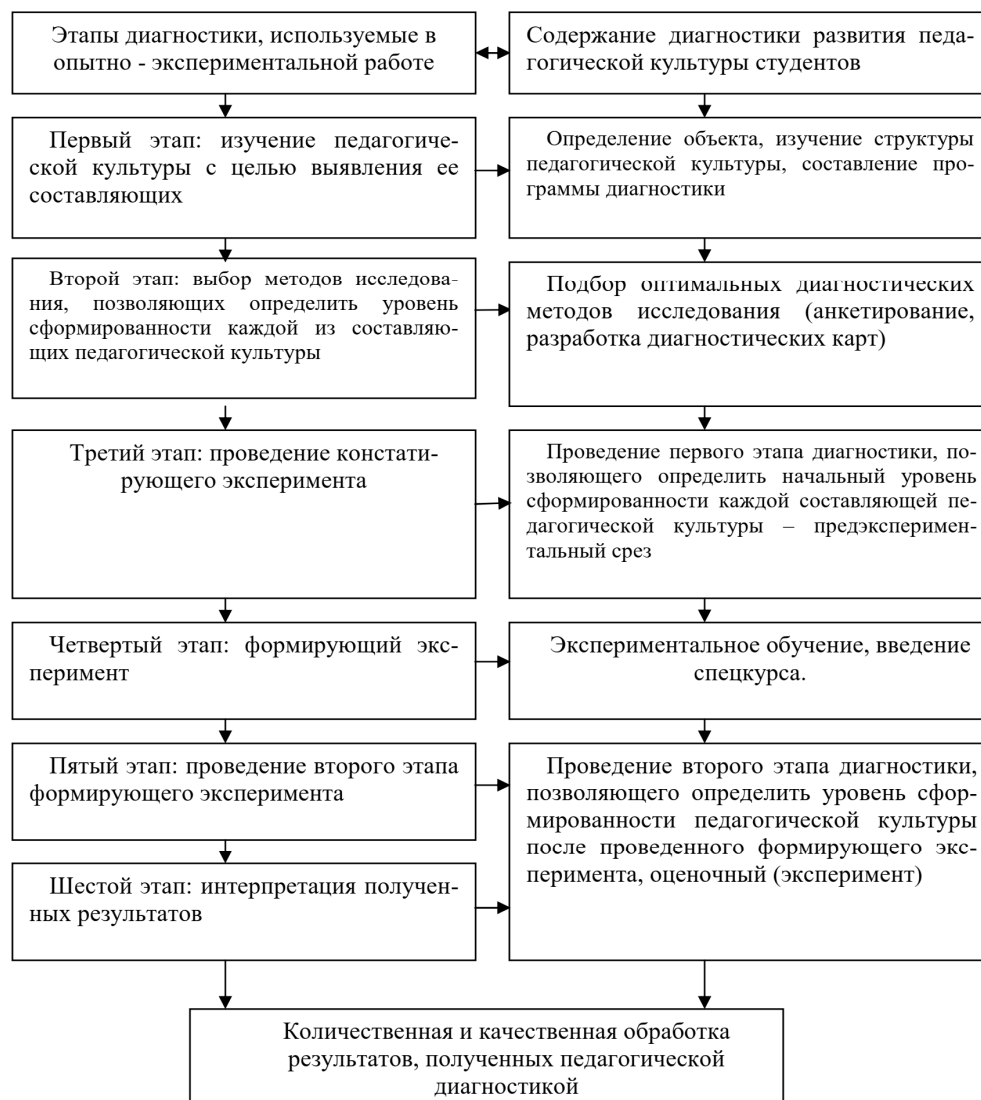 Этапы диагностики, используемые в
опытно - экспериментальной работе
Содержание диагностики развития педа-
гогической культуры студентов
Первый этап: изучение педагогиче-
ской культуры с целью выявления ее
составляющих
Определение объекта, изучение структуры
педагогической культуры, составление про-
граммы диагностики
Второй этап: выбор методов исследова-
ния, позволяющих определить уровень
сформированности каждой из составляю-
щих педагогической культуры
Подбор оптимальных диагностических
методов исследования (анкетирование,
разработка диагностических карт)
Третий этап: проведение констати-
рующего эксперимента
Проведение первого этапа диагностики, по-
зволяющего определить начальный уровень
сформированности каждой составляющей пе-
дагогической культуры – предэксперимен-
тальный срез
Четвертый этап: формирующий экс-
перимент
Экспериментальное обучение, введение
спецкурса.
Пятый этап: проведение второго этапа
формирующего эксперимента
Проведение второго этапа диагностики,
позволяющего определить уровень сфор-
мированности педагогической культуры
после проведенного формирующего экс-
перимента, оценочный (эксперимент)
Шестой этап: интерпретация получен-
ных результатов
Количественная и качественная обработка
результатов, полученных педагогической
диагностикой